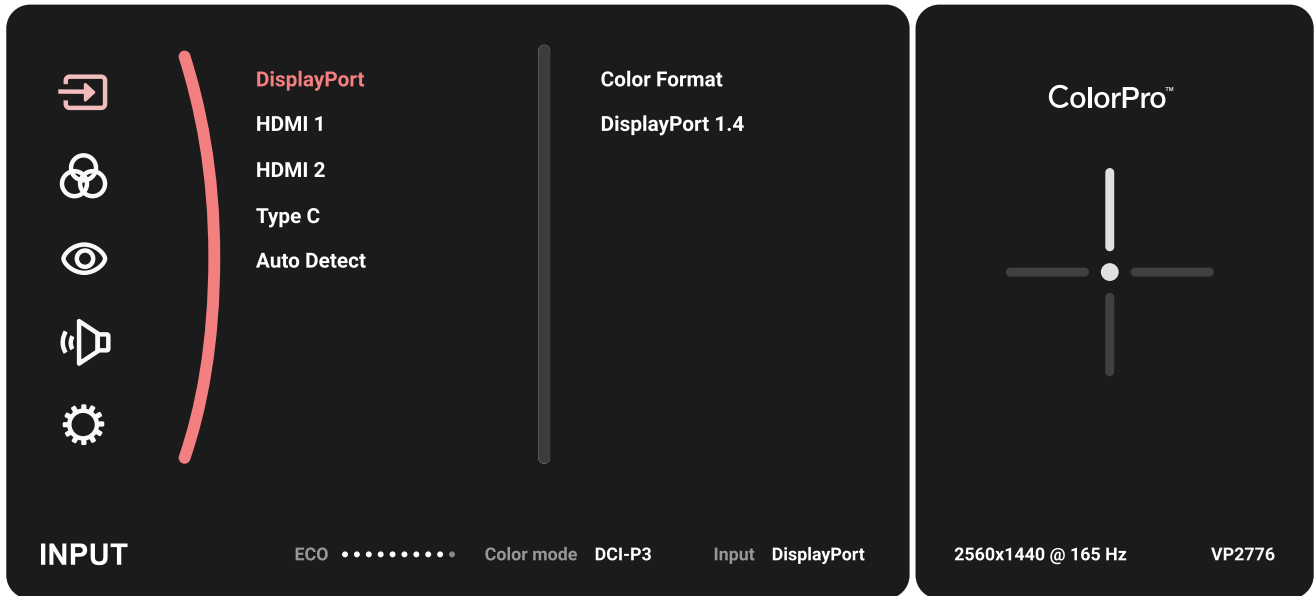 DisplayPort
HDMI 1
HDMI 2
Type C
Auto Detect
Color Format
DisplayPort 1.4
ColorPro™
INPUT
ECO
Color mode DCI-P3
Input DisplayPort
2560x1440 @ 165 Hz
VP2776